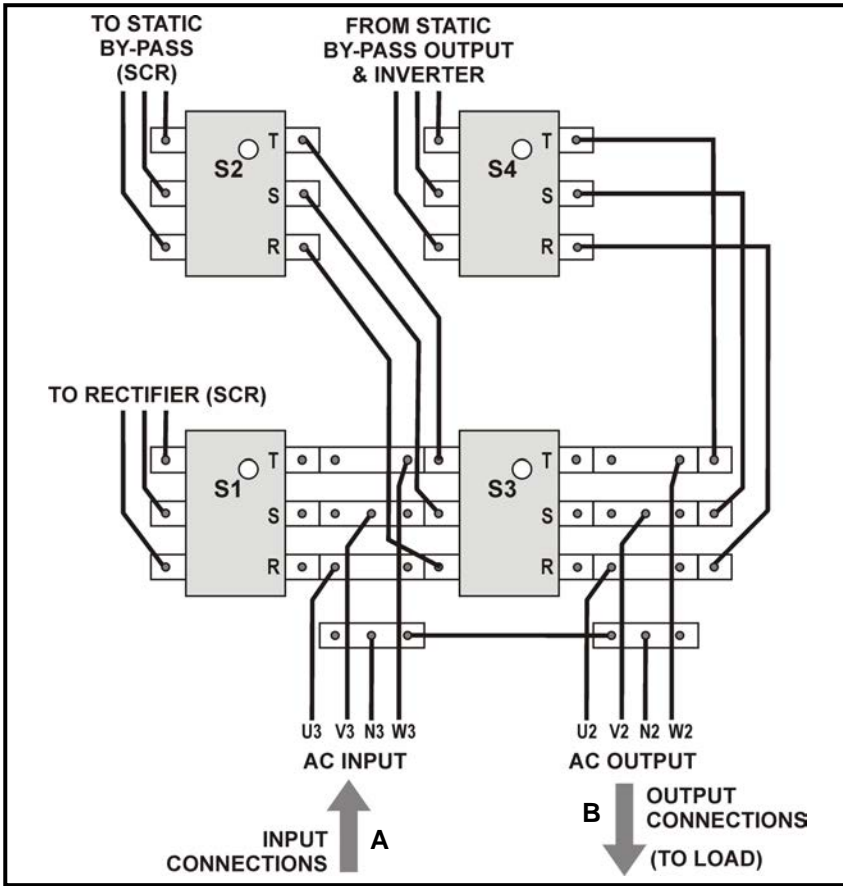 TO STATIC
BY-PASS
(SCR)
FROM STATIC
BY-PASS OUTPUT
& INVERTER
S2
T
S
R
S4
T
S
R
TO RECTIFIER (SCR)
S1
T
S
R
S3
T
S
R
U3 V3 N3 W3
AC INPUT
U2 V2 N2 W2
AC OUTPUT
INPUT
CONNECTIONS
A
B
OUTPUT
CONNECTIONS
(TO LOAD)